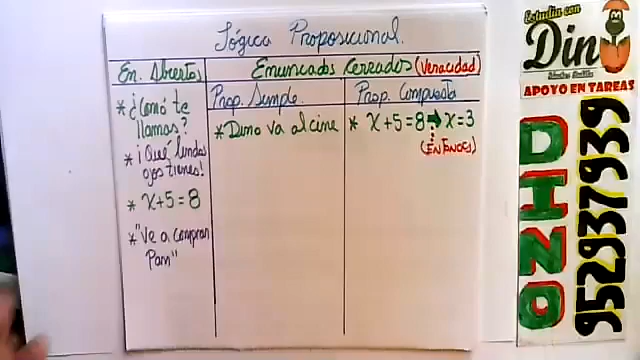 Lógica Proposicional.
En. Abiertos
Enunciados Cerrados (Veracidad)
Prop. Simple.
Prop. Compuesta
* ¿Comó te
llamas?
* ¡Qué lindos
ojos tienes!
* x+5=8
* "Ve a comprar
Pan"
* Dino va al cine
* x+5=8 → x=3
(ENTONCES)
Estudia con
Dino
APOYO EN TAREAS
DINO
952937939